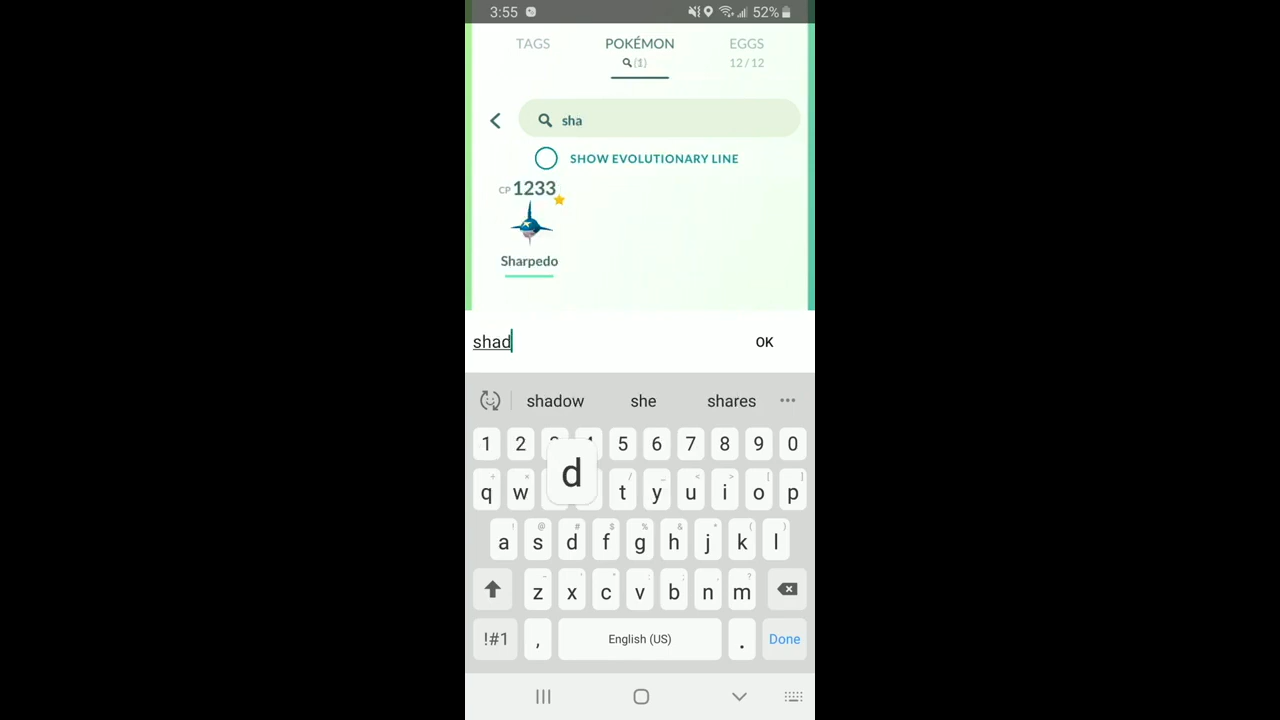 3:55 52%
TAGS POKÉMON EGGS
(1) 12 / 12
sha
SHOW EVOLUTIONARY LINE
CP 1233
Sharpedo
shad OK
shadow she shares
1 2 5 6 7 8 9 0
d
q w t y u i o p
a s d f g h j k l
z x c v b n m
!#1 , English (US) . Done